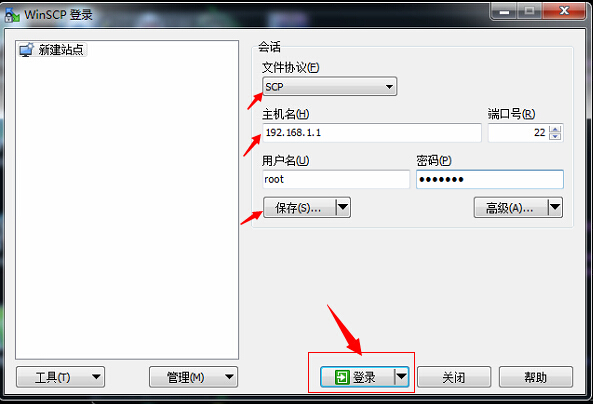 WinSCP 登录
新建站点
会话
文件协议(F)
SCP
主机名(H) 端口号(R)
192.168.1.1 22
用户名(U) 密码(P)
root •••••••
保存(S)... 高级(A)...
工具(T) 管理(M) 登录 关闭 帮助